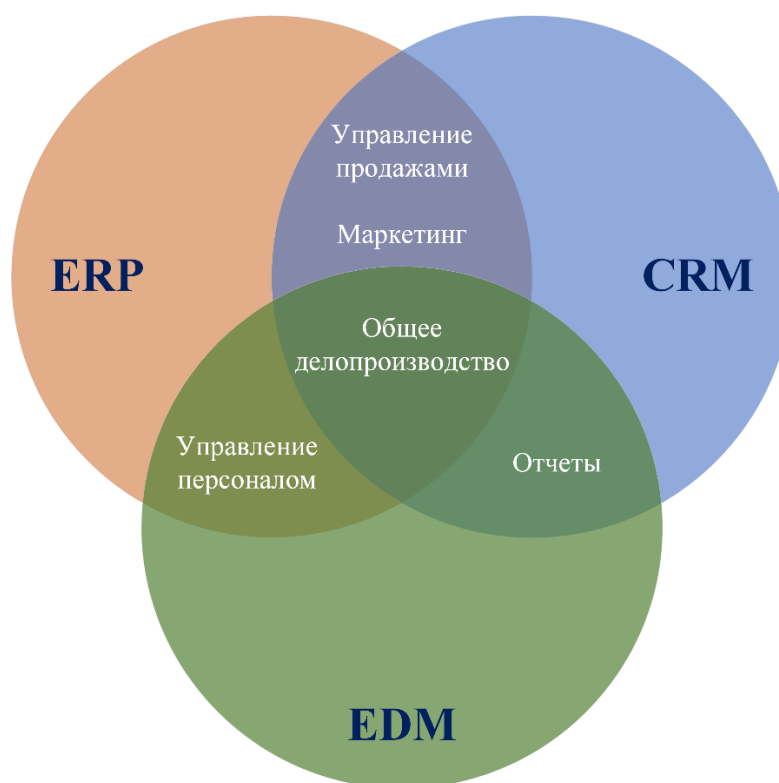 Управление
продажами
Маркетинг
ERP
CRM
Общее
делопроизводство
Управление
персоналом
Отчеты
EDM